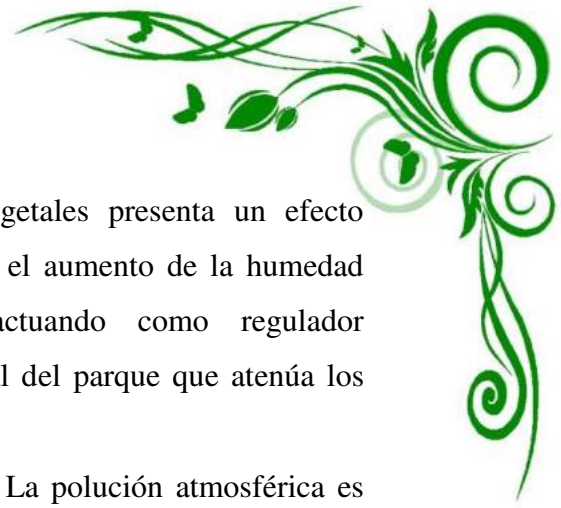 getales presenta un efecto
el aumento de la humedad
actuando como regulador
l del parque que atenúa los
La polución atmosférica es